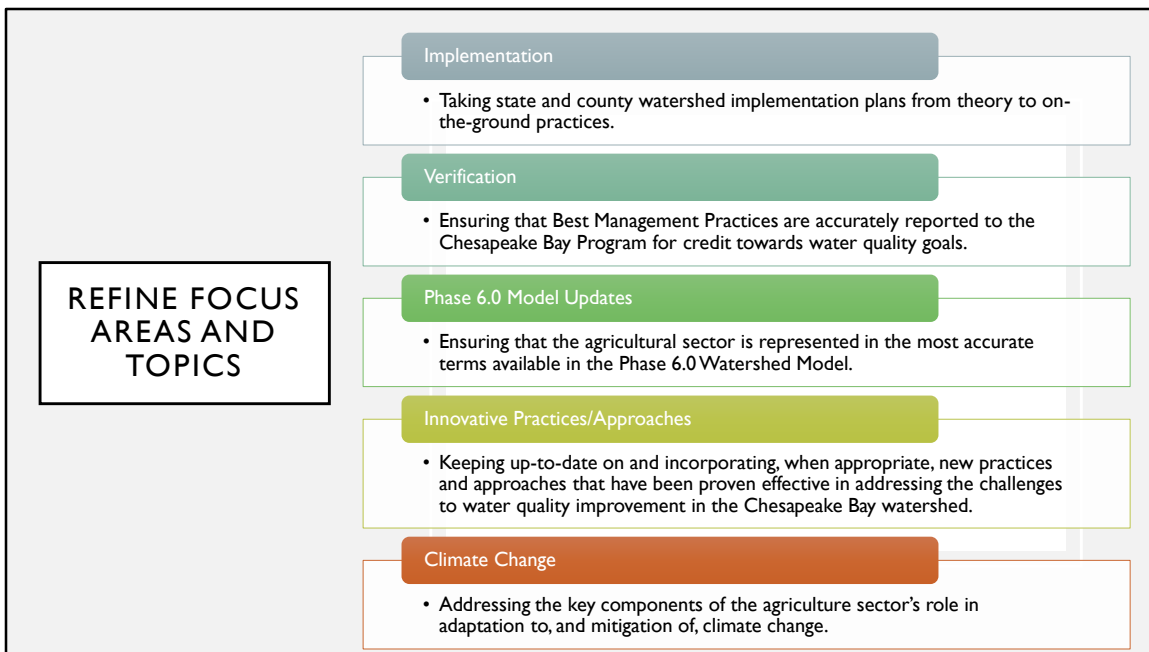 REFINE FOCUS
AREAS AND
TOPICS
Implementation
• Taking state and county watershed implementation plans from theory to on-
the-ground practices.
Verification
• Ensuring that Best Management Practices are accurately reported to the
Chesapeake Bay Program for credit towards water quality goals.
Phase 6.0 Model Updates
• Ensuring that the agricultural sector is represented in the most accurate
terms available in the Phase 6.0 Watershed Model.
Innovative Practices/Approaches
• Keeping up-to-date on and incorporating, when appropriate, new practices
and approaches that have been proven effective in addressing the challenges
to water quality improvement in the Chesapeake Bay watershed.
Climate Change
• Addressing the key components of the agriculture sector's role in
adaptation to, and mitigation of, climate change.